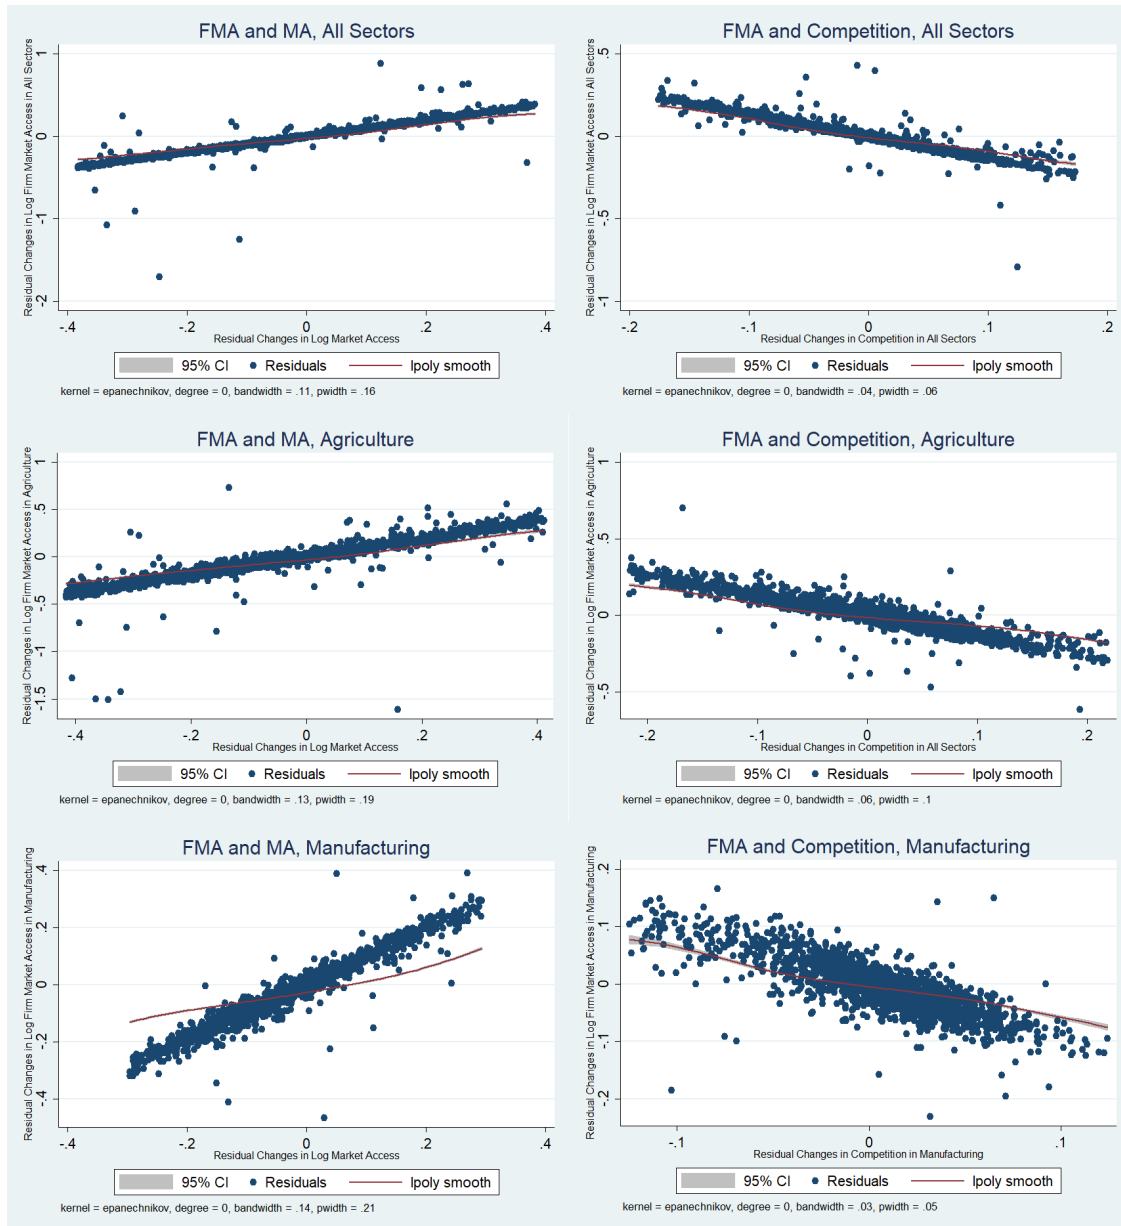 FMA and MA, All Sectors
Residual Changes in Log Firm Market Access in All Sectors
1
0
-1
-2
-.4
-.2
0
.2
.4
Residual Changes in Log Market Access
95% CI
Residuals
lpoly smooth
kernel = epanechnikov, degree = 0, bandwidth = .11, pwidth = .16
FMA and Competition, All Sectors
Residual Changes in Log Firm Market Access in All Sectors
.5
0
-.5
-1
-.2
-.1
0
.1
.2
Residual Changes in Competition in All Sectors
95% CI
Residuals
lpoly smooth
kernel = epanechnikov, degree = 0, bandwidth = .04, pwidth = .06
FMA and MA, Agriculture
Residual Changes in Log Firm Market Access in Agriculture
1
.5
0
-.5
-1
-1.5
-.4
-.2
0
.2
.4
Residual Changes in Log Market Access
95% CI
Residuals
lpoly smooth
kernel = epanechnikov, degree = 0, bandwidth = .13, pwidth = .19
FMA and Competition, Agriculture
Residual Changes in Log Firm Market Access in Agriculture
1
.5
0
-.5
-.2
-.1
0
.1
.2
Residual Changes in Competition in All Sectors
95% CI
Residuals
lpoly smooth
kernel = epanechnikov, degree = 0, bandwidth = .06, pwidth = .1
FMA and MA, Manufacturing
Residual Changes in Log Firm Market Access in Manufacturing
.4
.2
0
-.2
-.4
-.4
-.2
0
.2
.4
Residual Changes in Log Market Access
95% CI
Residuals
lpoly smooth
kernel = epanechnikov, degree = 0, bandwidth = .14, pwidth = .21
FMA and Competition, Manufacturing
Residual Changes in Log Firm Market Access in Manufacturing
.2
.1
0
-.1
-.2
-.1
0
.1
Residual Changes in Competition in Manufacturing
95% CI
Residuals
lpoly smooth
kernel = epanechnikov, degree = 0, bandwidth = .03, pwidth = .05